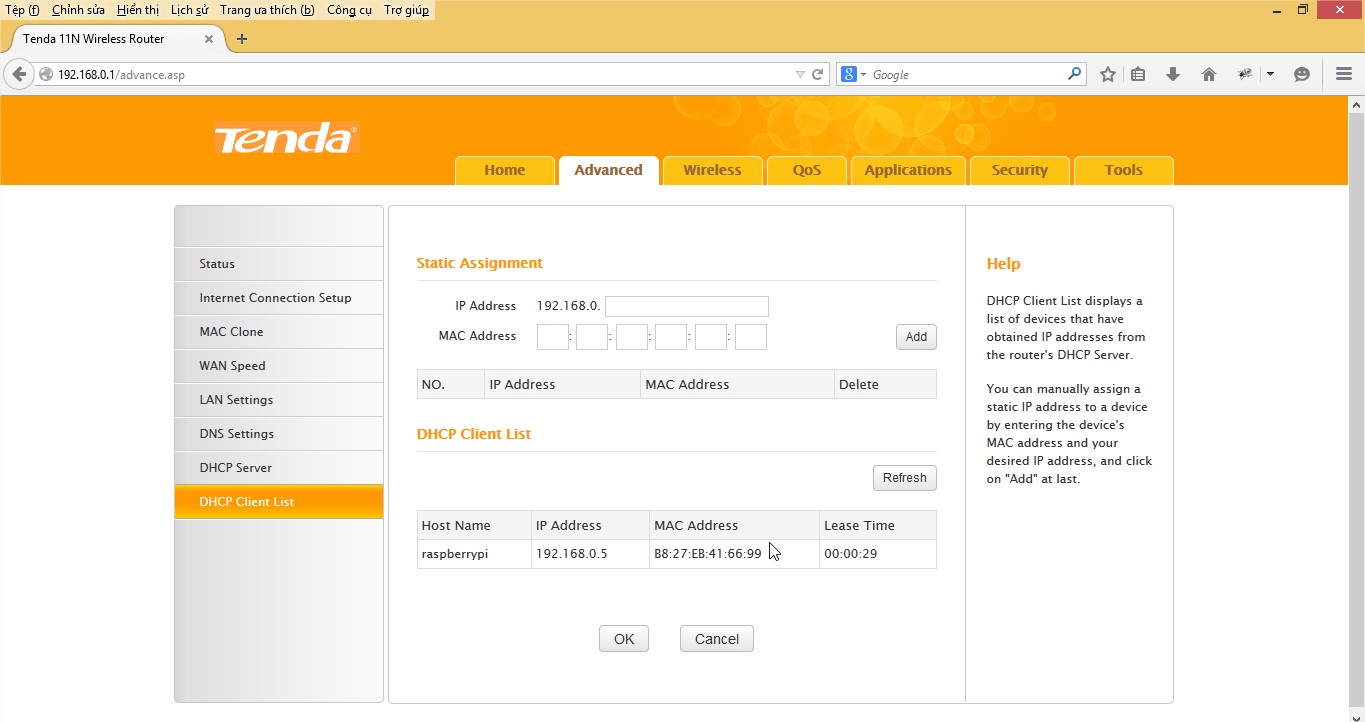 Tệp (f) Chỉnh sửa Hiển thị Lịch sử Trang ưa thích (b) Công cụ Trợ giúp
Tenda 11N Wireless Router
192.168.0.1/advance.asp
8 Google
Tenda®
Home Advanced Wireless QoS Applications Security Tools
Status
Internet Connection Setup
MAC Clone
WAN Speed
LAN Settings
DNS Settings
DHCP Server
DHCP Client List
Static Assignment
IP Address 192.168.0.
MAC Address : : : : : Add
NO. IP Address MAC Address Delete
DHCP Client List
Refresh
Host Name IP Address MAC Address Lease Time
raspberrypi 192.168.0.5 B8:27:EB:41:66:99 00:00:29
OK Cancel
Help
DHCP Client List displays a
list of devices that have
obtained IP addresses from
the router's DHCP Server.
You can manually assign a
static IP address to a device
by entering the device's
MAC address and your
desired IP address, and click
on "Add" at last.